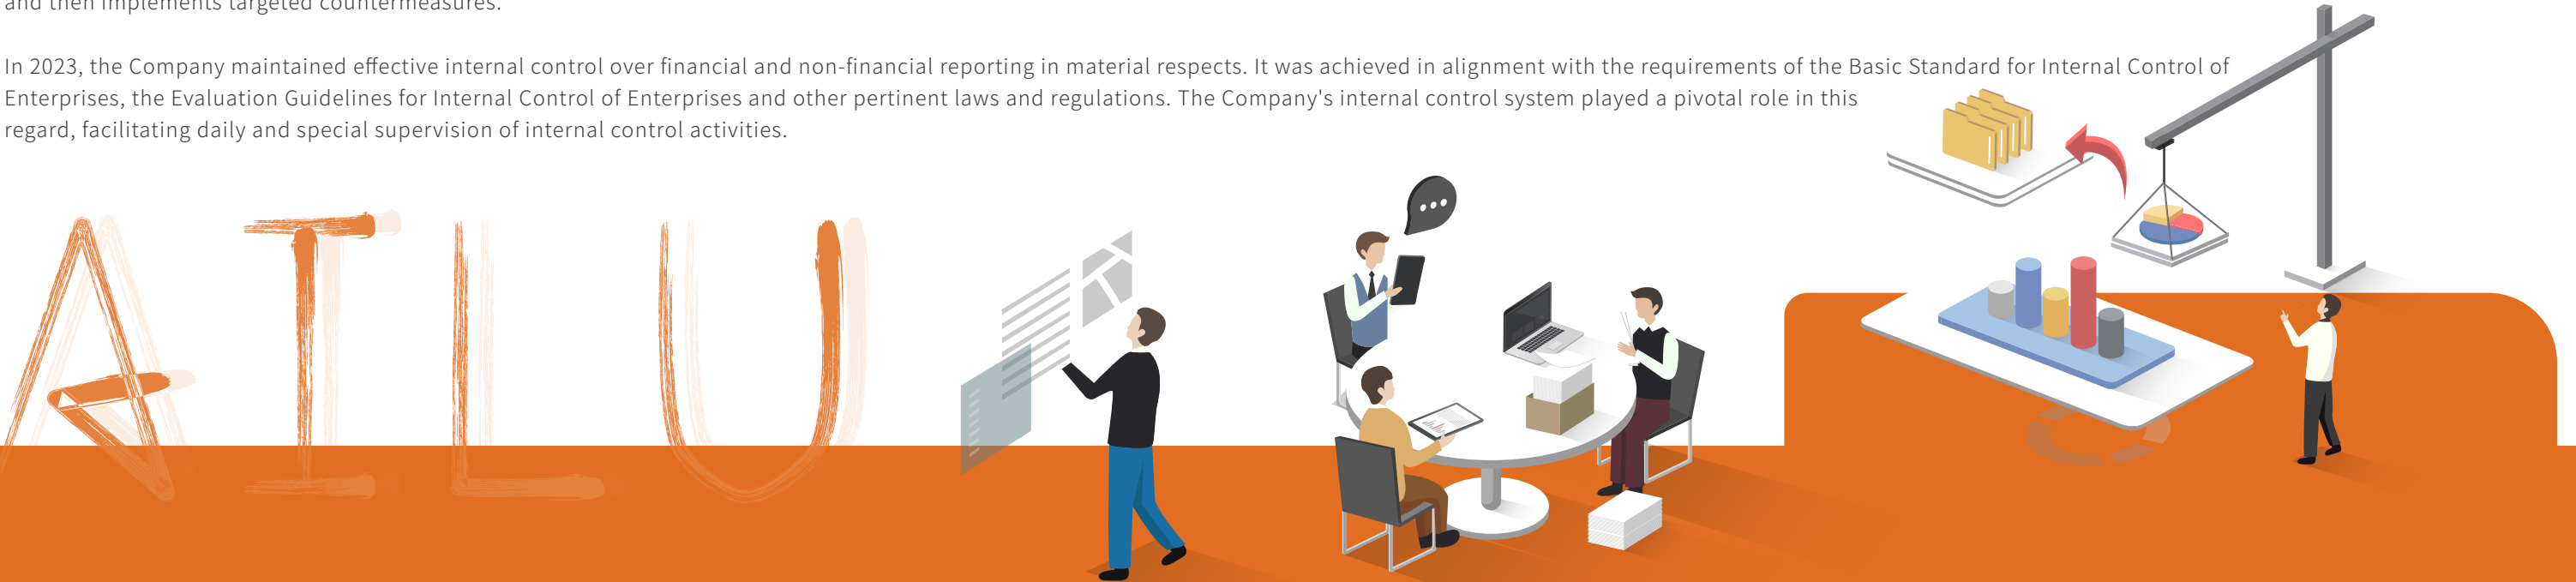 and then implements targeted countermeasures.
In 2023, the Company maintained effective internal control over financial and non-financial reporting in material respects. It was achieved in alignment with the requirements of the Basic Standard for Internal Control of
Enterprises, the Evaluation Guidelines for Internal Control of Enterprises and other pertinent laws and regulations. The Company's internal control system played a pivotal role in this
regard, facilitating daily and special supervision of internal control activities.
AILU